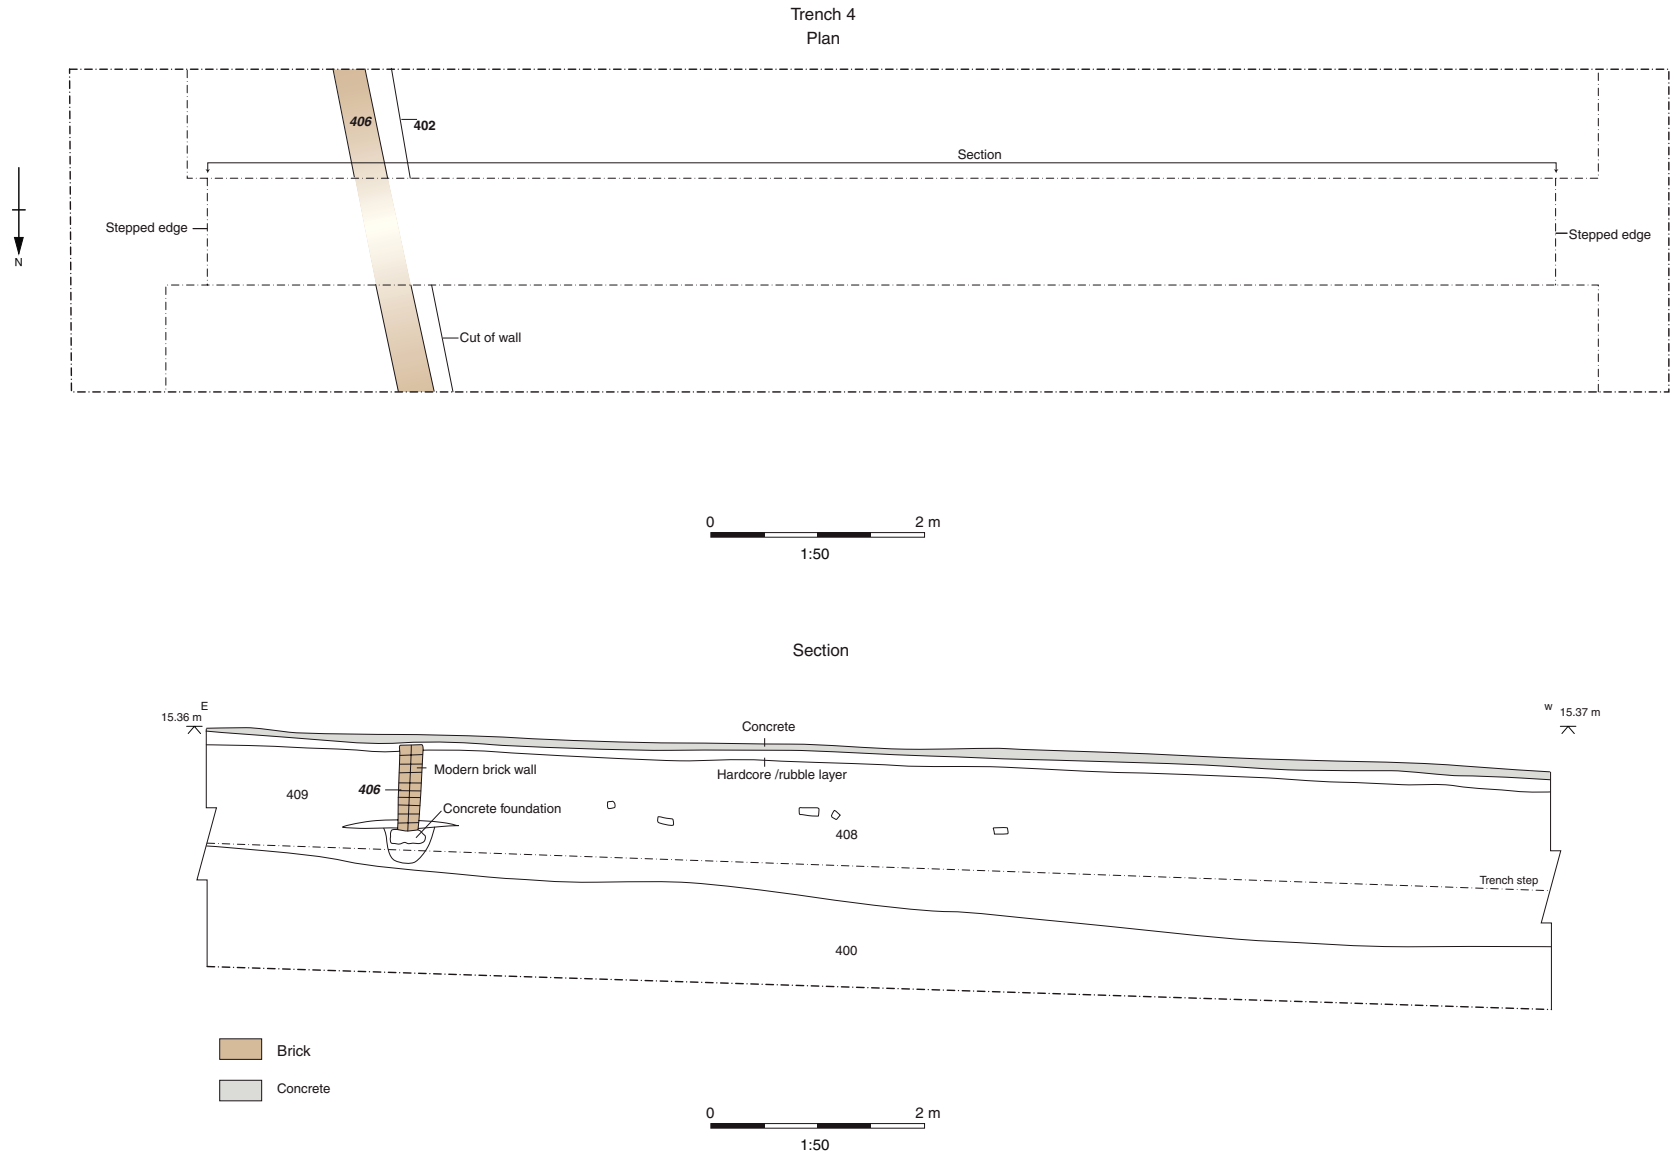 Trench 4
Plan
406
402
Section
Stepped edge
Stepped edge
N
Cut of wall
0 2 m
1:50
Section
E
15.36 m
W
15.37 m
Concrete
Modern brick wall
Hardcore /rubble layer
409
406
Concrete foundation
408
Trench step
400
Brick
Concrete
0 2 m
1:50